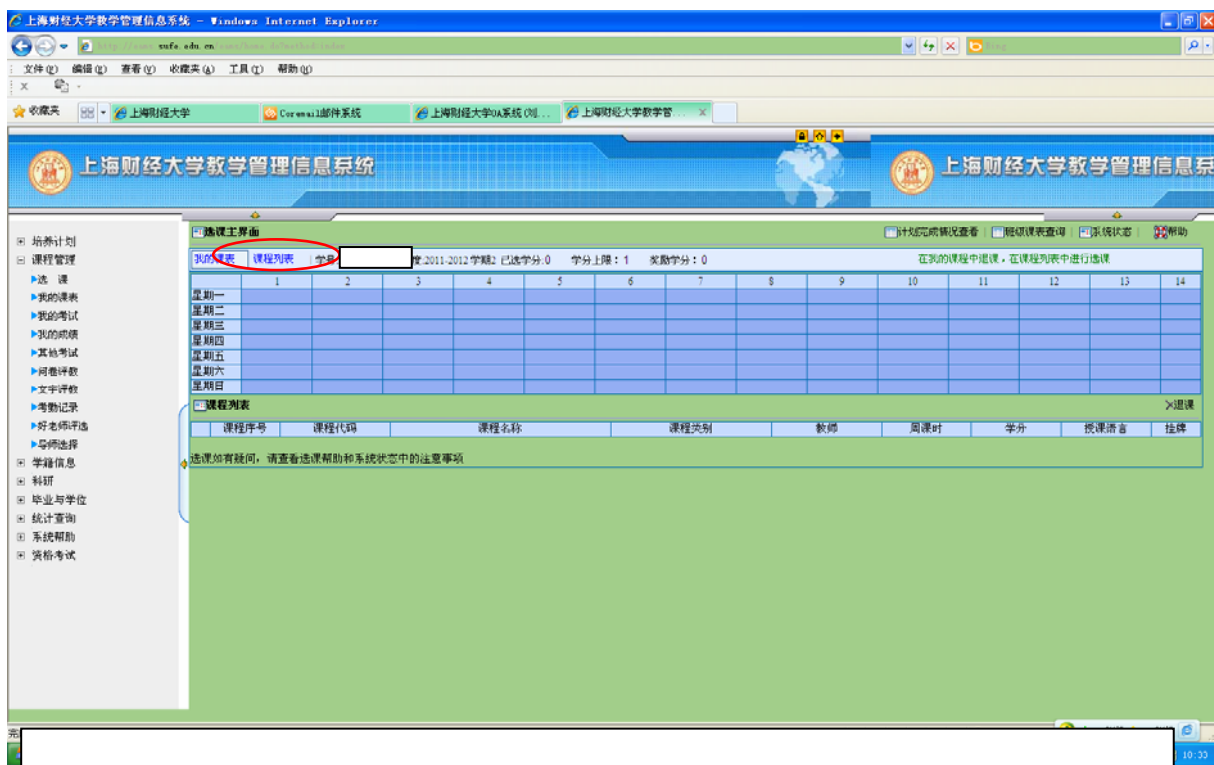 上海财经大学教学管理信息系统 - Windows Internet Explorer
文件(F) 编辑(E) 查看(V) 收藏夹(A) 工具(T) 帮助(H)
x
收藏夹 上海财经大学 Coremail邮件系统 上海财经大学OA系统 上海财经大学教学管... ×
上海财经大学教学管理信息系统 上海财经大学教学管理信息系
选课主界面 计划完成情况查看 班级课表查询 系统状态 帮助
我的课表 课程列表 学号 度:2011-2012 学期2 已选学分:0 学分上限:1 奖励学分:0 在我的课程中退课,在课程列表中进行选课
1 2 3 4 5 6 7 8 9 10 11 12 13 14
星期一
星期二
星期三
星期四
星期五
星期六
星期日
课程列表 退课
课程序号 课程代码 课程名称 课程类别 教师 周课时 学分 授课语言 挂牌
选课如有疑问,请查看选课帮助和系统状态中的注意事项
培养计划
课程管理
选 课
我的课表
我的考试
我的成绩
其他考试
问卷评教
文字评教
考勤记录
好老师评选
导师选择
学籍信息
科研
毕业与学位
统计查询
系统帮助
资格考试
完
10:33